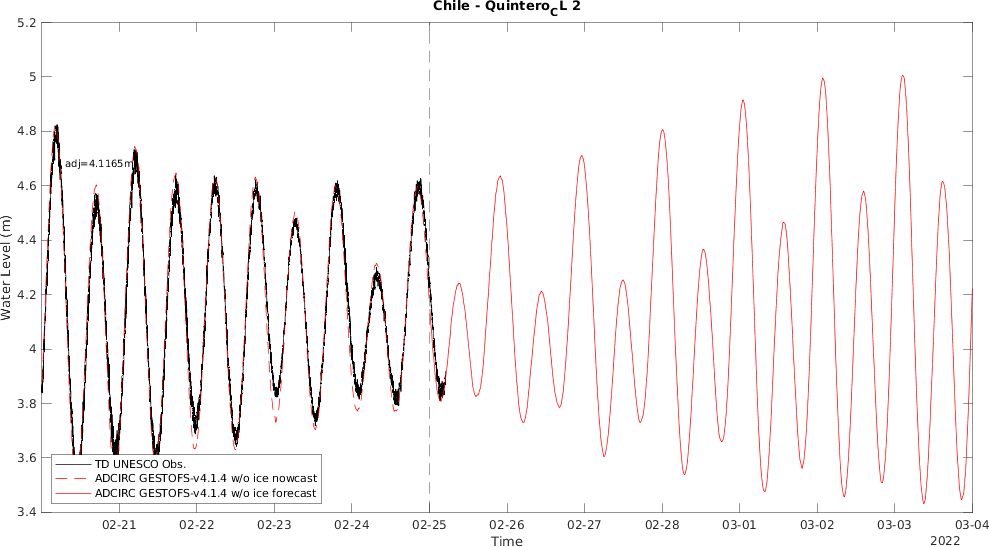 Chile - Quintero_CL 2
5.2
5
4.8
4.6
4.4
4.2
4
3.8
3.6
3.4
Water Level (m)
adj=4.1165m
TD UNESCO Obs.
ADCIRC GESTOFS-v4.1.4 w/o ice nowcast
ADCIRC GESTOFS-v4.1.4 w/o ice forecast
02-21 02-22 02-23 02-24 02-25 02-26 02-27 02-28 03-01 03-02 03-03 03-04
Time
2022